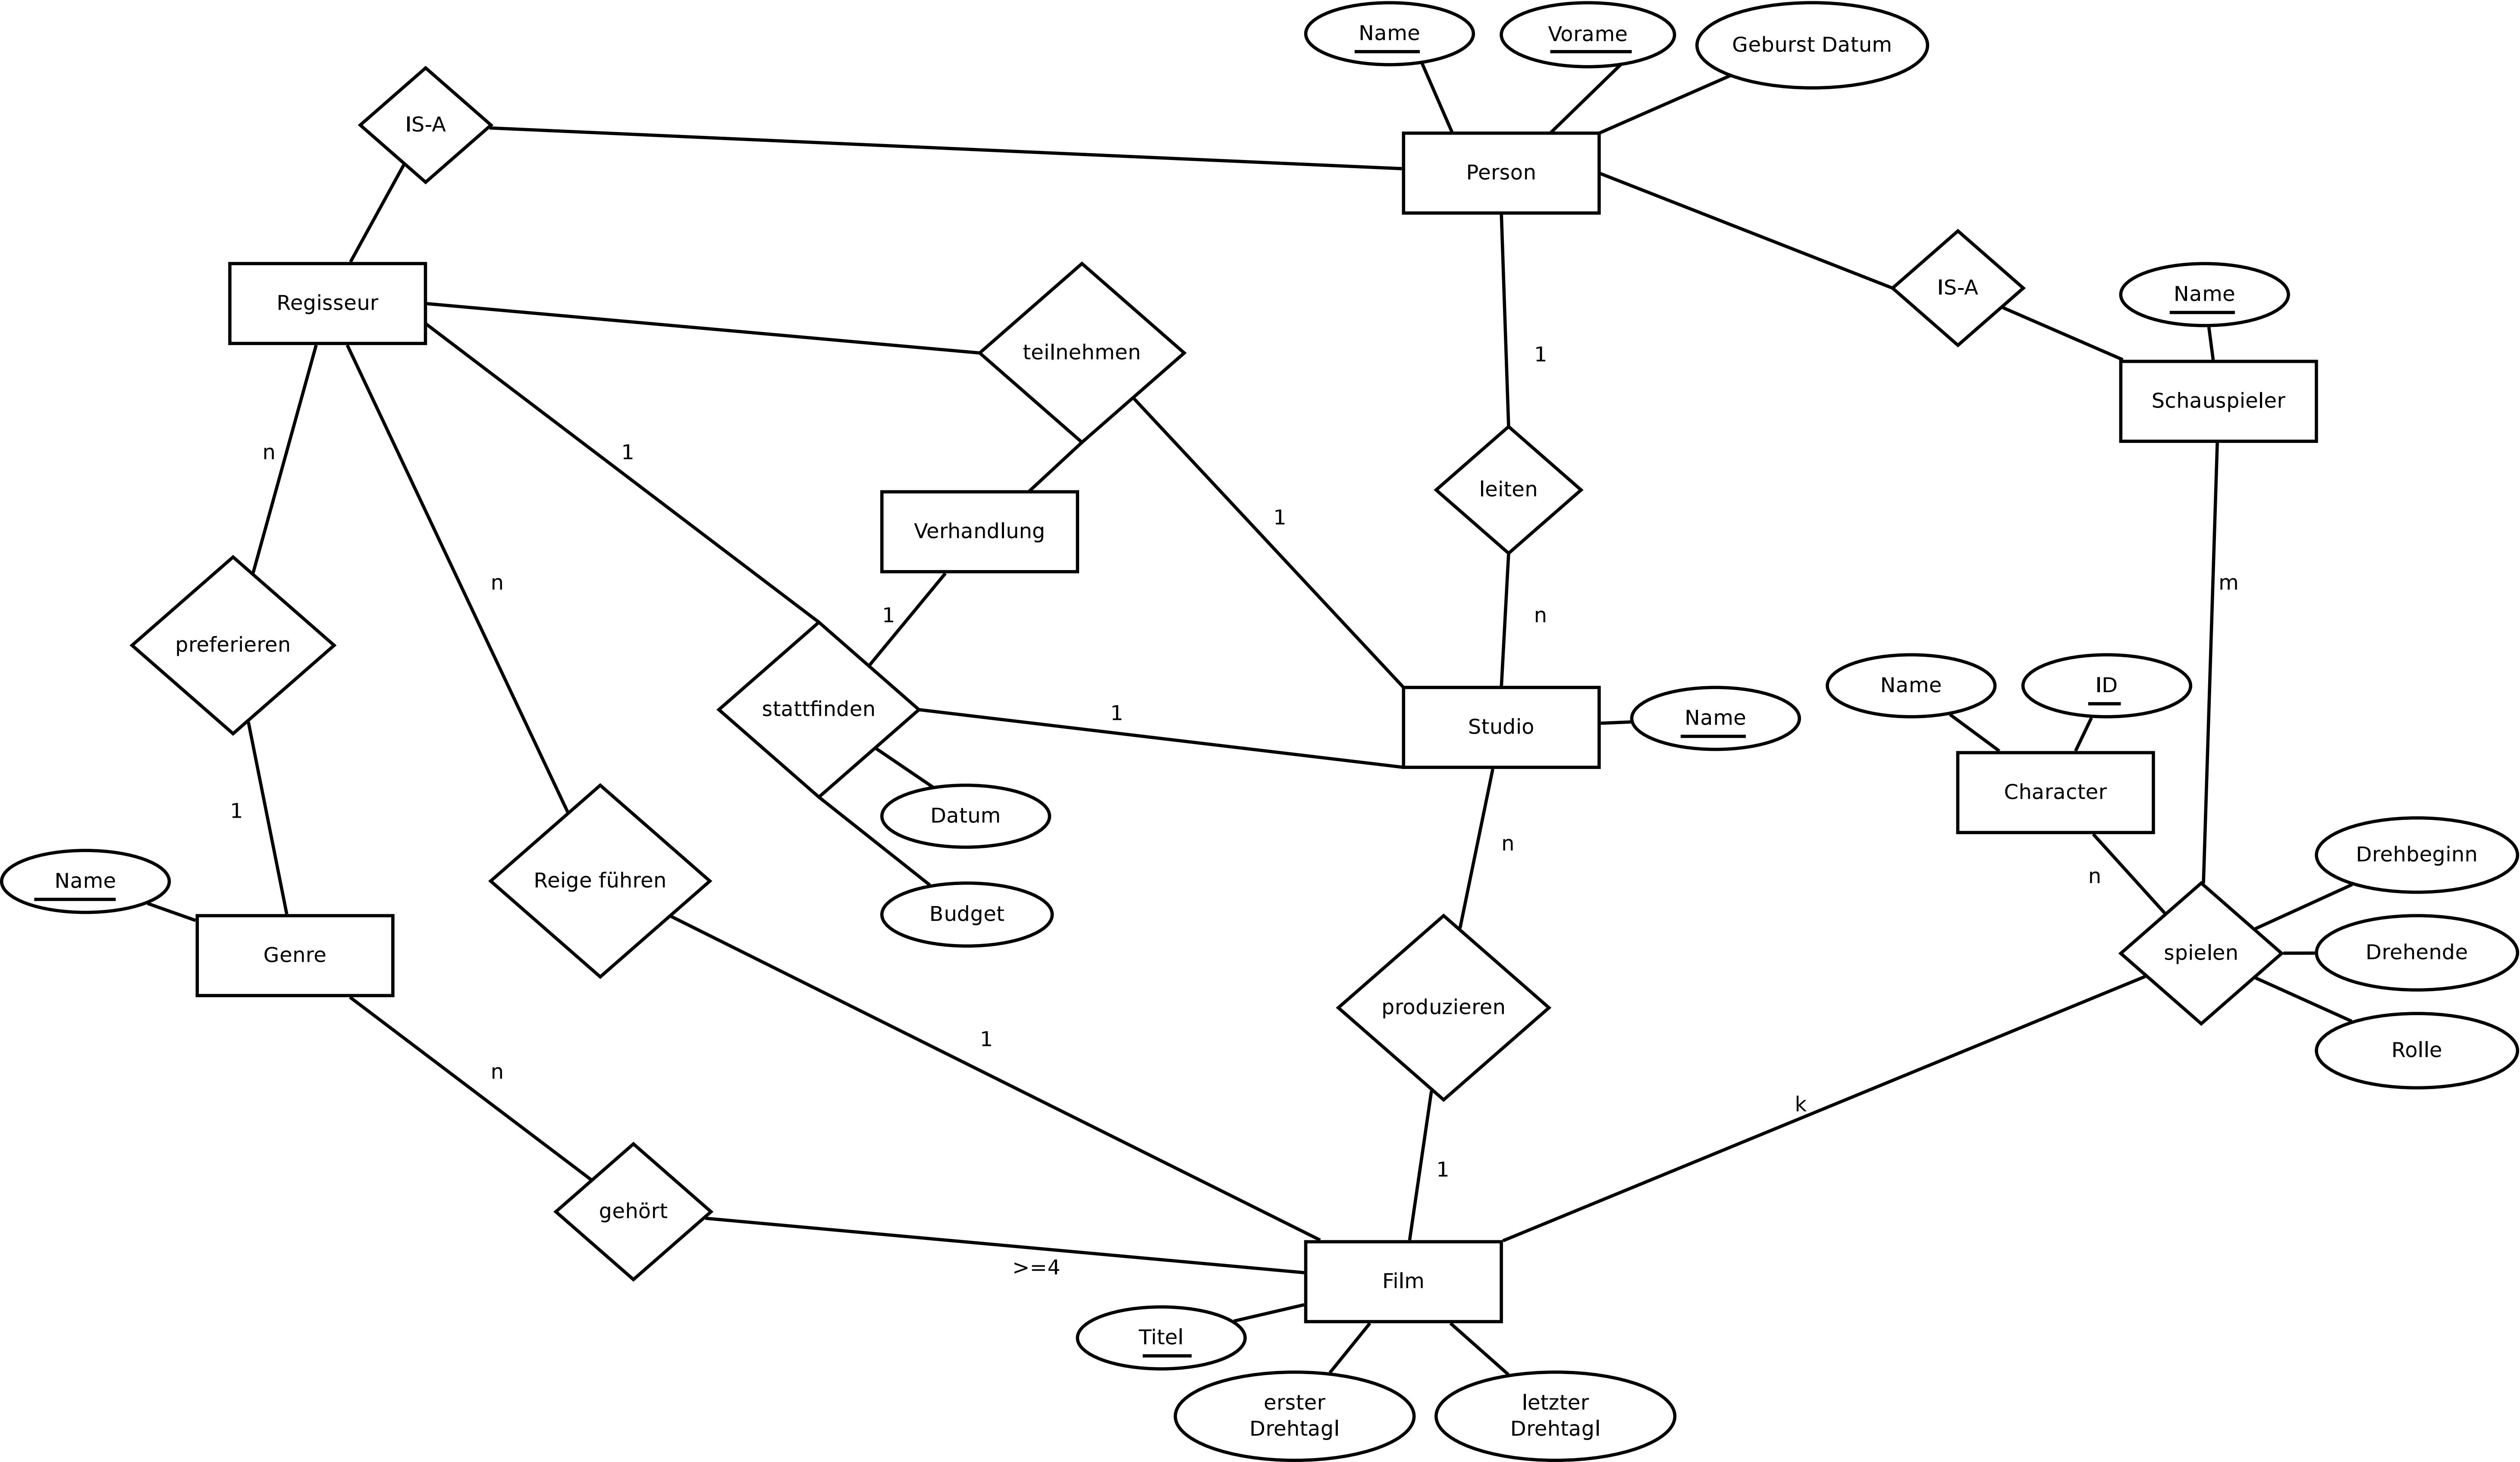 Name
Vorame
Geburst Datum
IS-A
Person
IS-A
Name
Regisseur
teilnehmen
1
Schauspieler
n
1
leiten
1
Verhandlung
n
1
n
m
preferieren
Name
ID
stattfinden
1
Studio
Name
Character
1
Datum
n
Drehbeginn
Name
Reige führen
n
Budget
Genre
spielen
Drehende
produzieren
1
Rolle
n
k
1
gehört
>=4
Film
Titel
erster
Drehtagl
letzter
Drehtagl